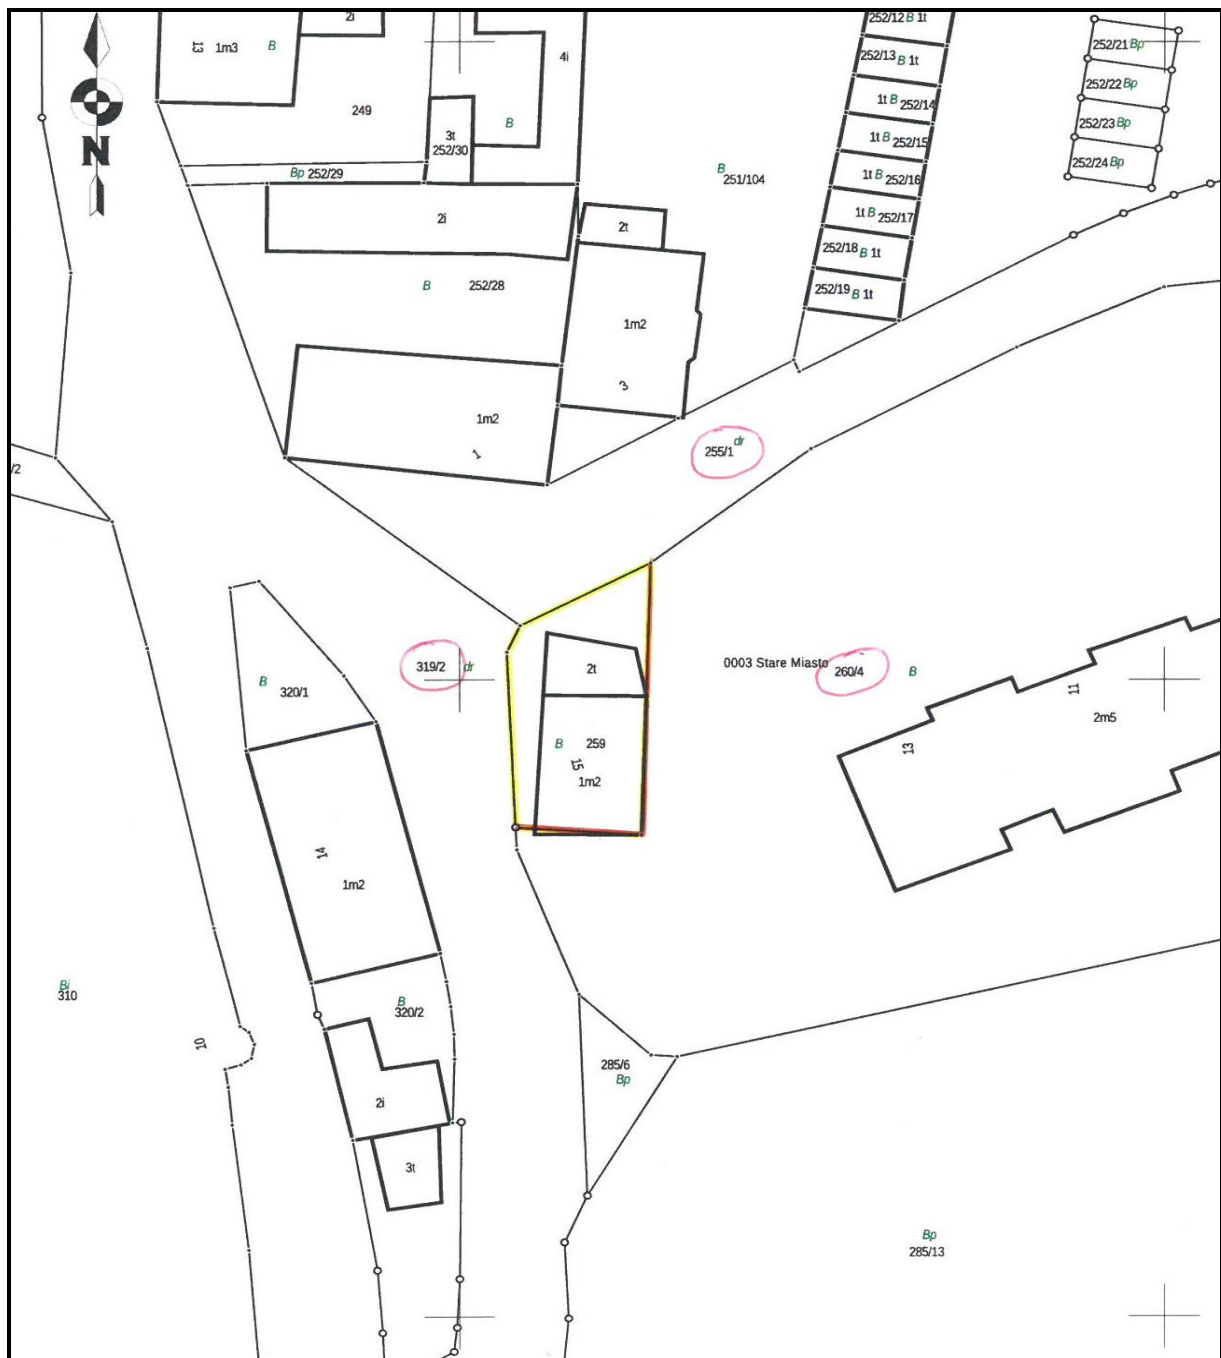 2i
252/12 B 1t
13 1m3 B
4i
252/13 B 1t
252/21 Bp
252/22 Bp
1t B 252/14
249
B
3t
252/30
252/23 Bp
1t B 252/15
N
252/24 Bp
Bp 252/29
B
251/104
1t B 252/16
2i
2t
1t B 252/17
252/18 B 1t
B 252/28
252/19 B 1t
1m2
3
1m2
1
255/1 dr
/2
319/2 dr
2t
0003 Stare Miasto
260/4 B
B
320/1
11
2m5
13
B 259
15
1m2
14
1m2
Bi
310
B
320/2
10
285/6
Bp
2i
3t
Bp
285/13